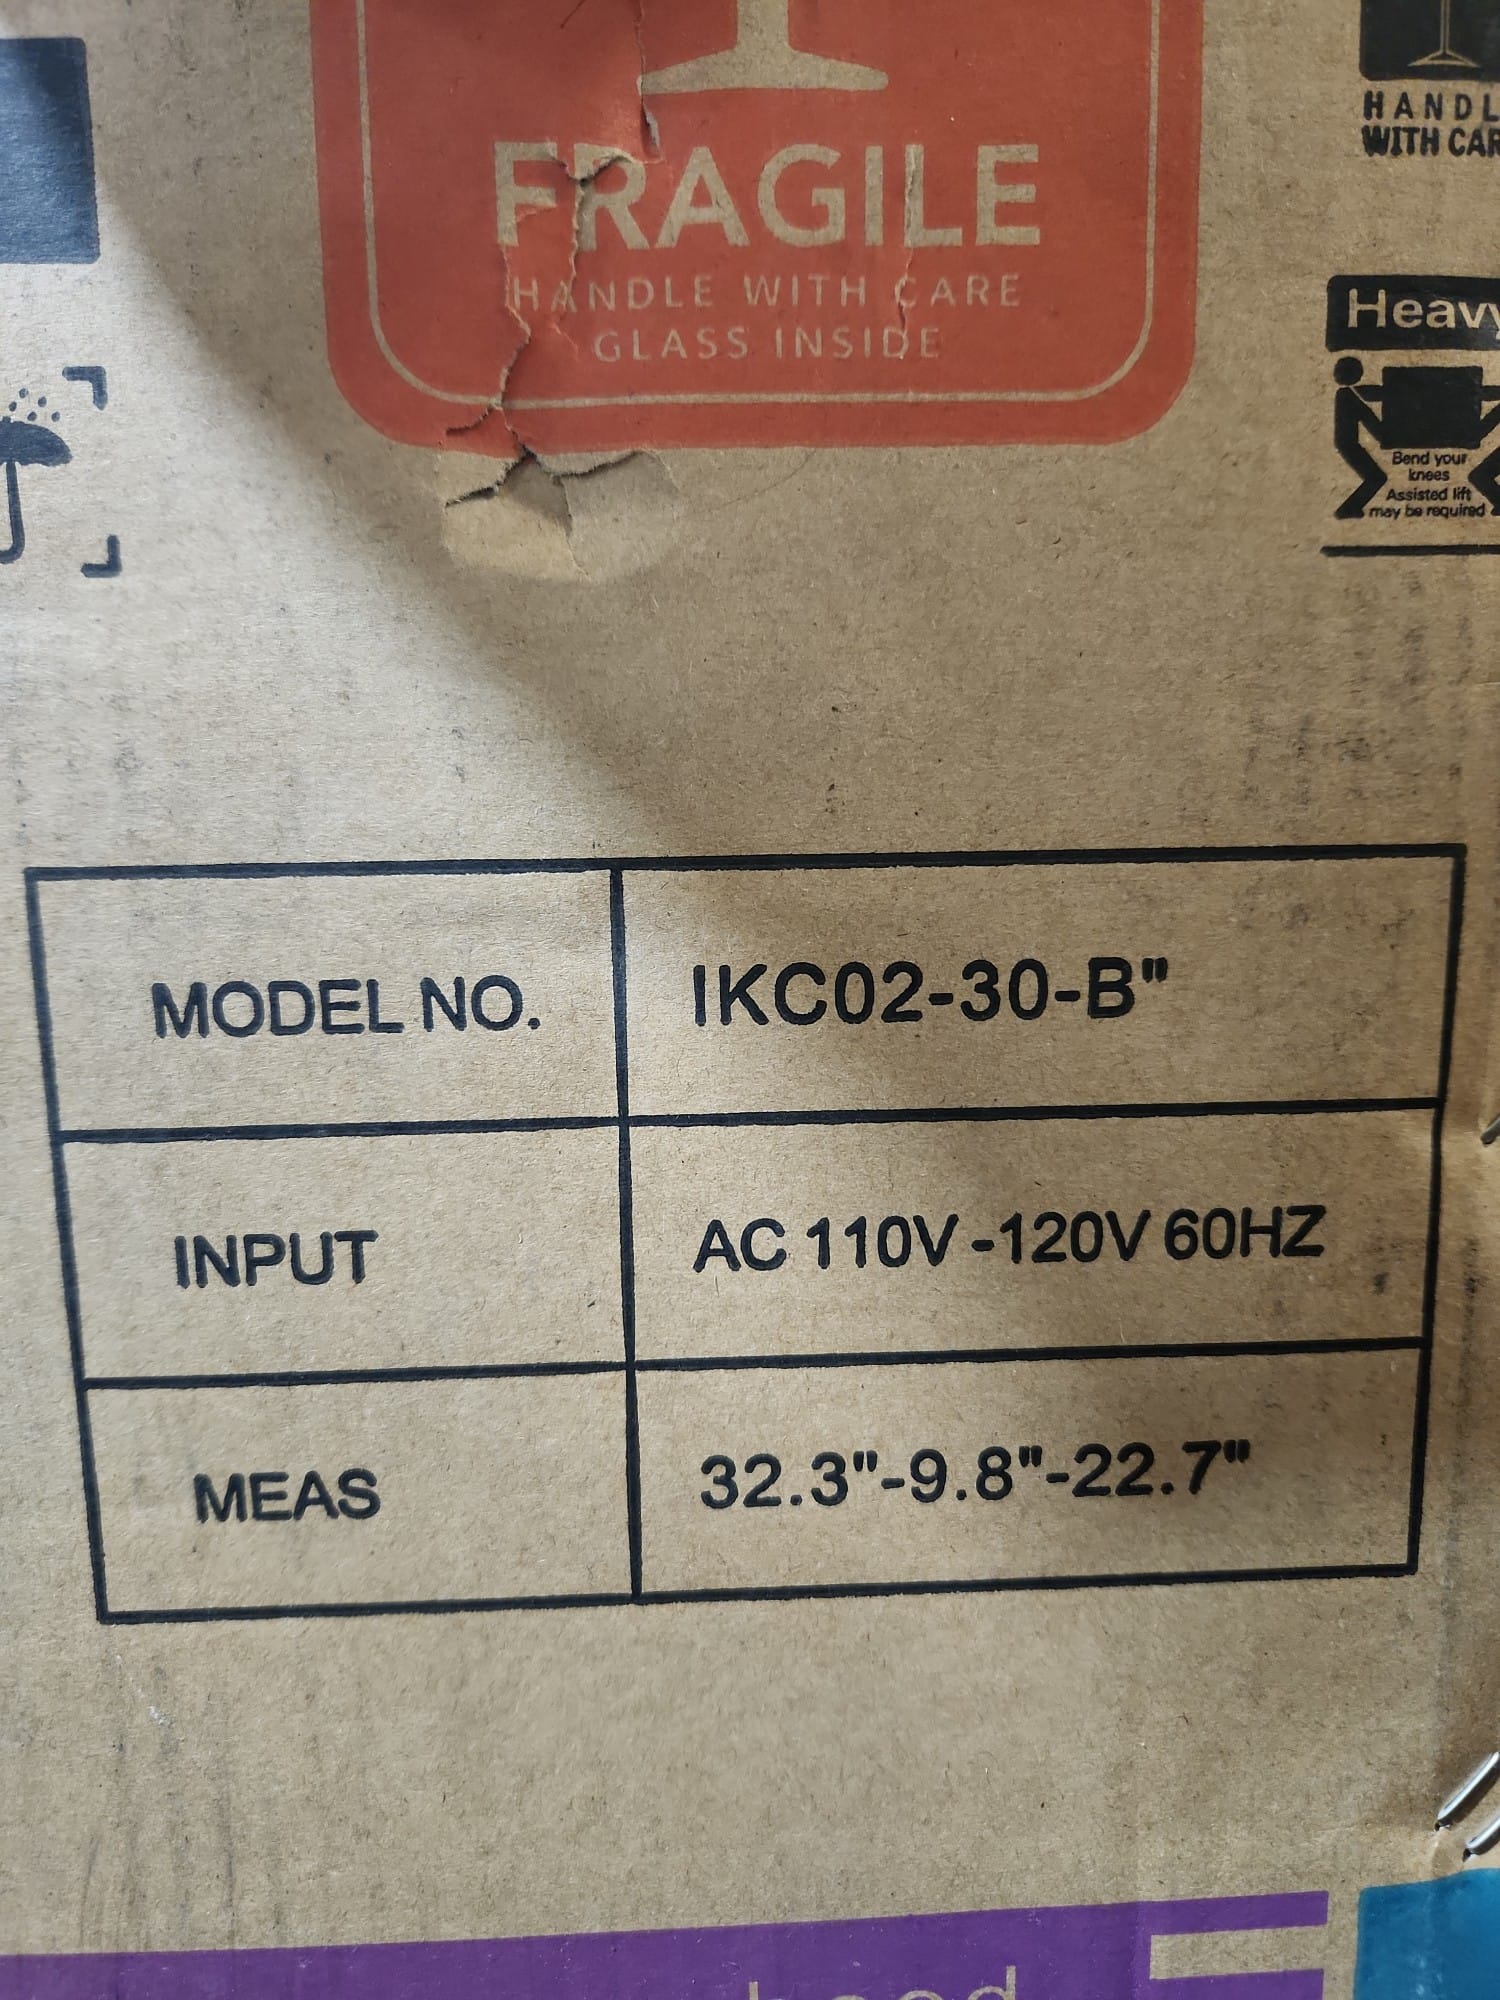 FRAGILE
HANDLE WITH CARE
GLASS INSIDE
HANDL
WITH CAR
Heavy
Bend your
knees
Assisted lift
may be required
MODEL NO. IKC02-30-B"
INPUT AC 110V -120V 60HZ
MEAS 32.3"-9.8"-22.7"
hood